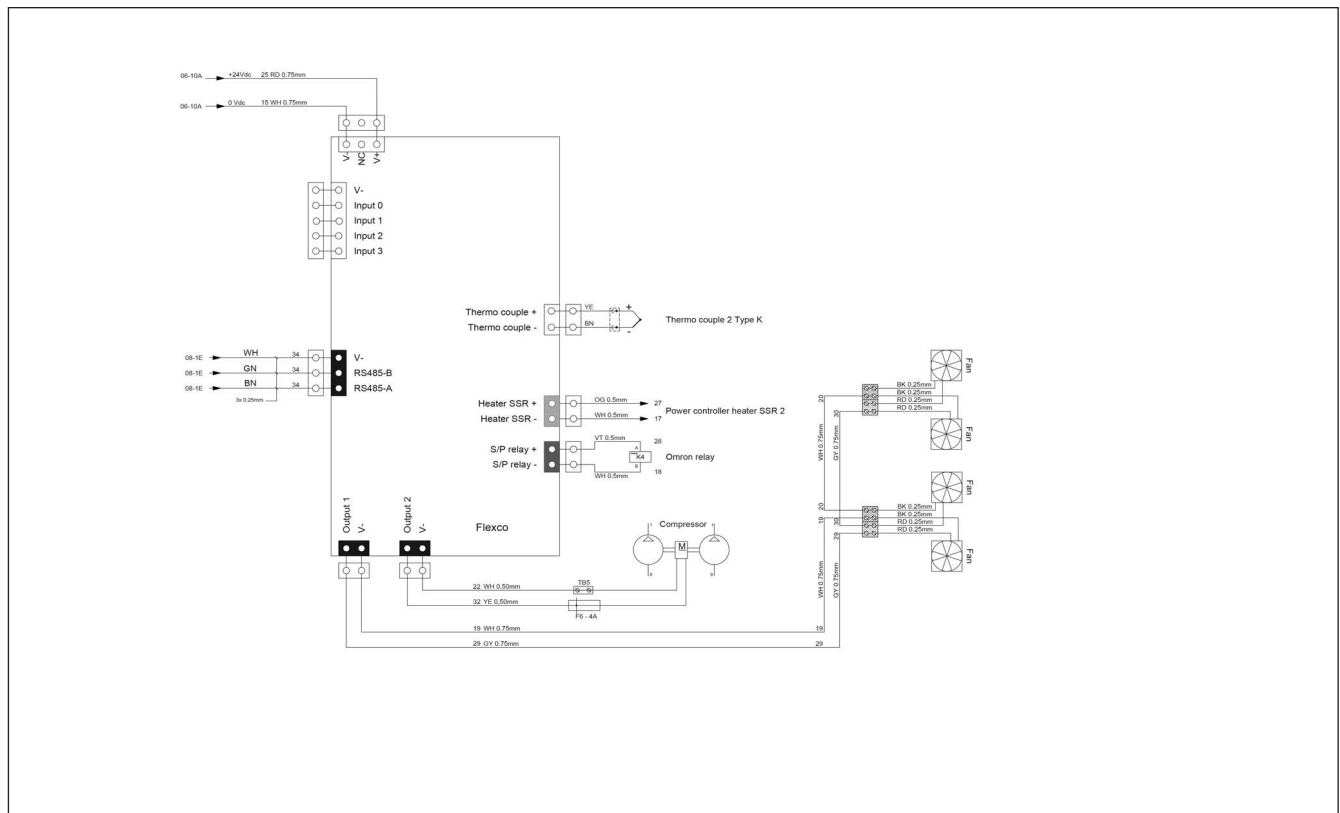 06-10A +24Vdc 25 RD 0.75mm
06-10A 0 Vdc 15 WH 0.75mm
V- NC V+
V-
Input 0
Input 1
Input 2
Input 3
Thermo couple + YE +
Thermo couple - BN -
Thermo couple 2 Type K
08-1E WH 34 V-
08-1E GN 34 RS485-B
08-1E BN 34 RS485-A
3x 0.25mm
Heater SSR + OG 0.5mm 27
Heater SSR - WH 0.5mm 17
Power controller heater SSR 2
S/P relay + VT 0.5mm 28
A
K4
B
Omron relay
S/P relay - WH 0.5mm 18
Output 1
V-
Output 2
V-
Flexco
Compressor
M
22 WH 0.50mm TB5
32 YE 0,50mm
F6 - 4A
19 WH 0.75mm 19
29 GY 0.75mm 29
Fan
BK 0.25mm
BK 0.25mm
RD 0.25mm
RD 0.25mm
20
30
Fan
WH 0.75mm
GY 0.75mm
Fan
20
19
30
29
BK 0.25mm
BK 0.25mm
RD 0.25mm
RD 0.25mm
Fan
WH 0.75mm
GY 0.75mm